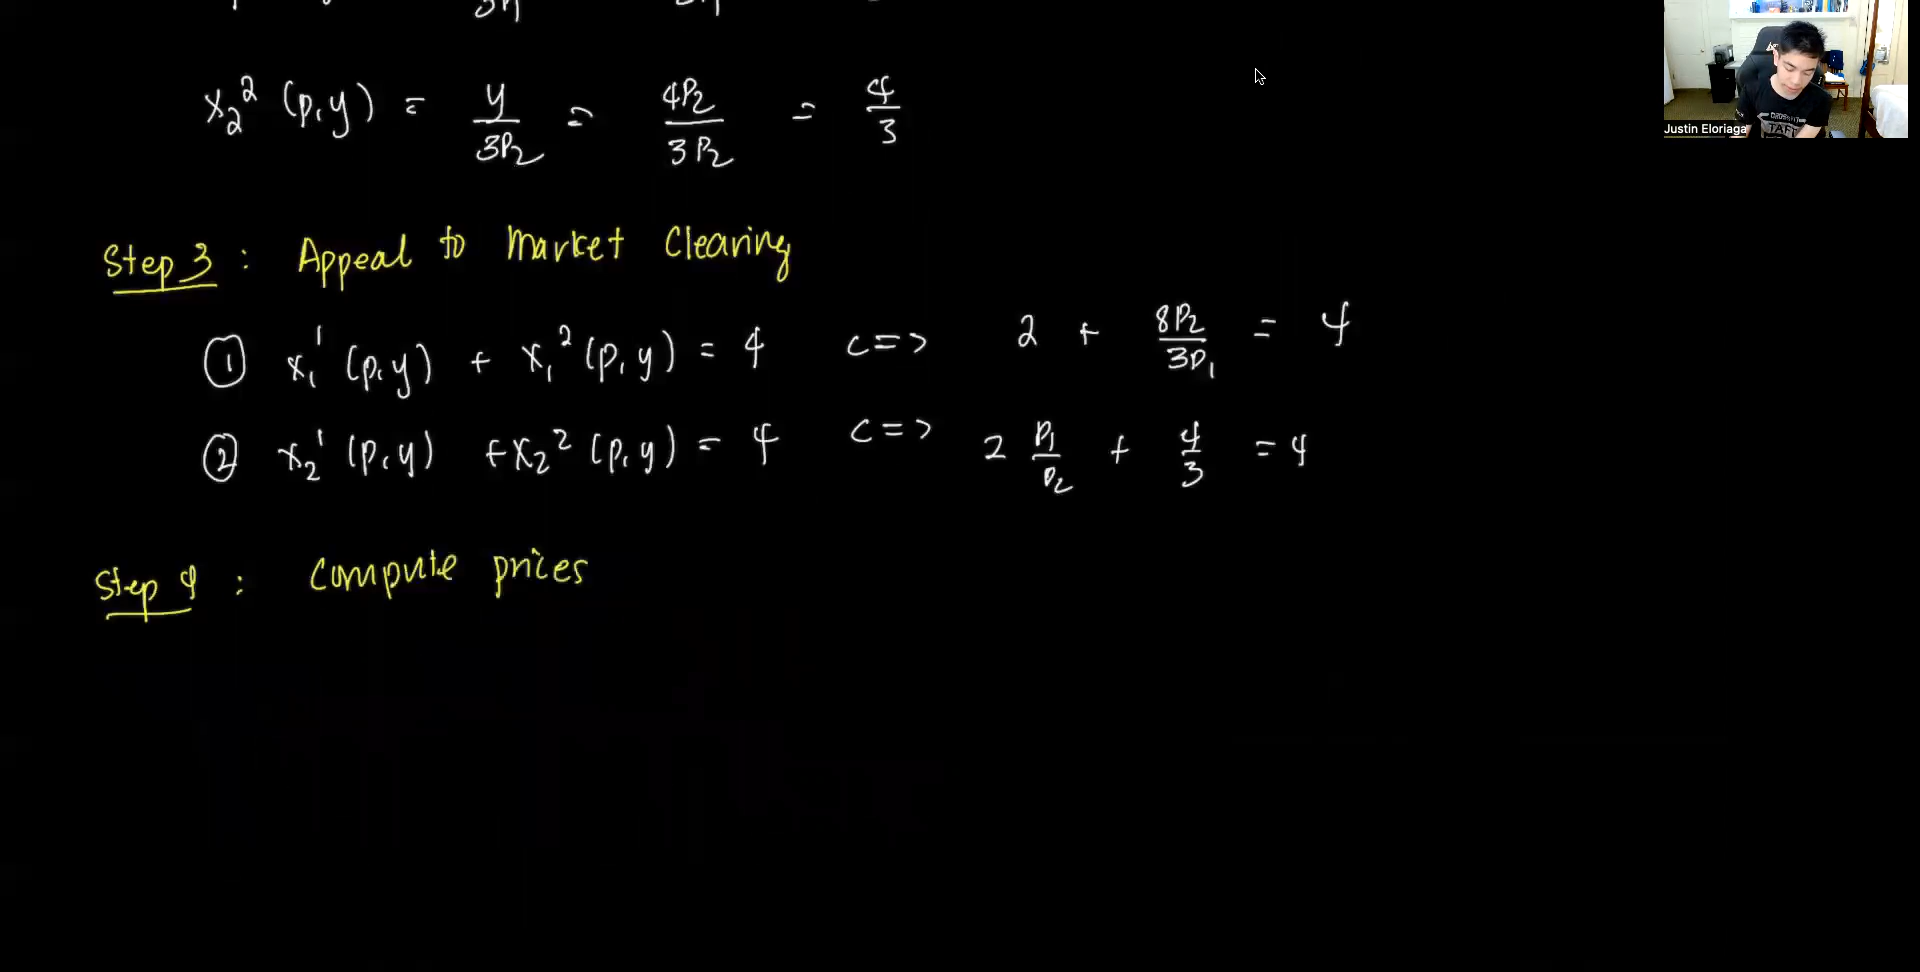 x₂² (p,y) = y/3P₂ = 4P₂/3P₂ = 4/3
Justin Eloriaga
TAFT
Step 3 : Appeal to Market Clearing
① x₁¹ (p,y) + x₁² (p,y) = 4 <=> 2 + 8P₂/3P₁ = 4
② x₂¹ (p,y) + x₂² (p,y) = 4 <=> 2 P₁/P₂ + 4/3 = 4
Step 4 : Compute prices